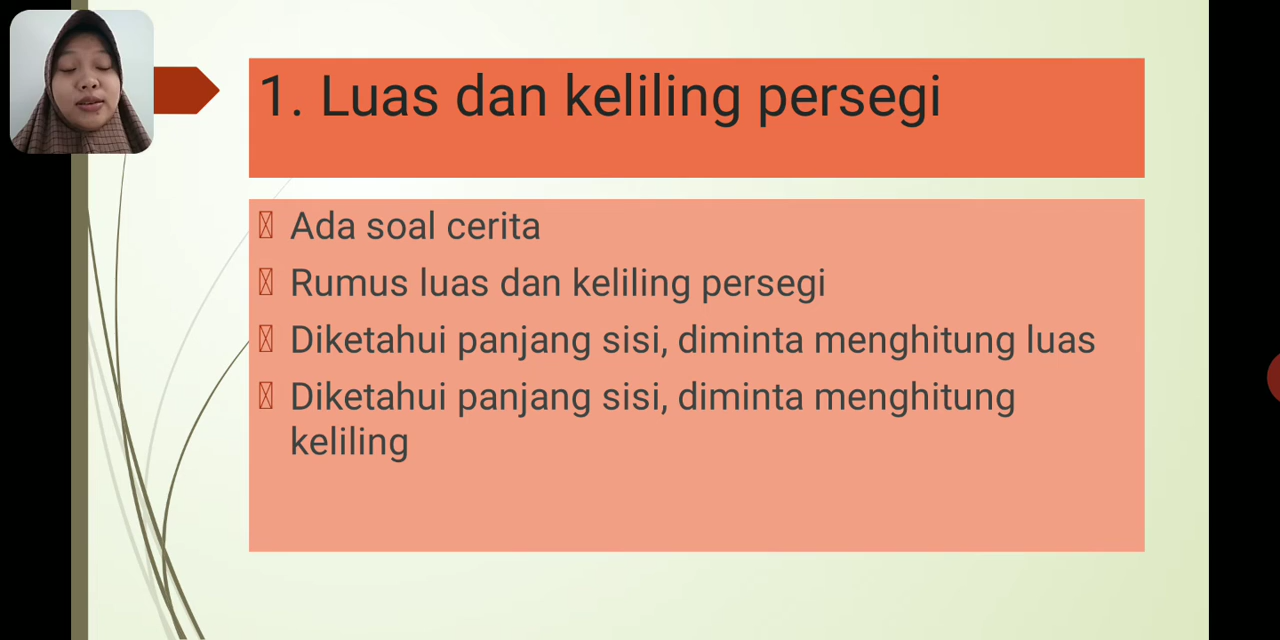 1. Luas dan keliling persegi
Ada soal cerita
Rumus luas dan keliling persegi
Diketahui panjang sisi, diminta menghitung luas
Diketahui panjang sisi, diminta menghitung
keliling